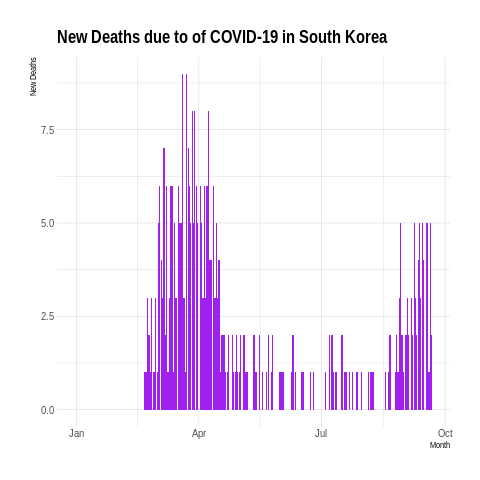 New Deaths due to of COVID-19 in South Korea
New Deaths
7.5
5.0
2.5
0.0
Jan Apr Jul Oct
Month